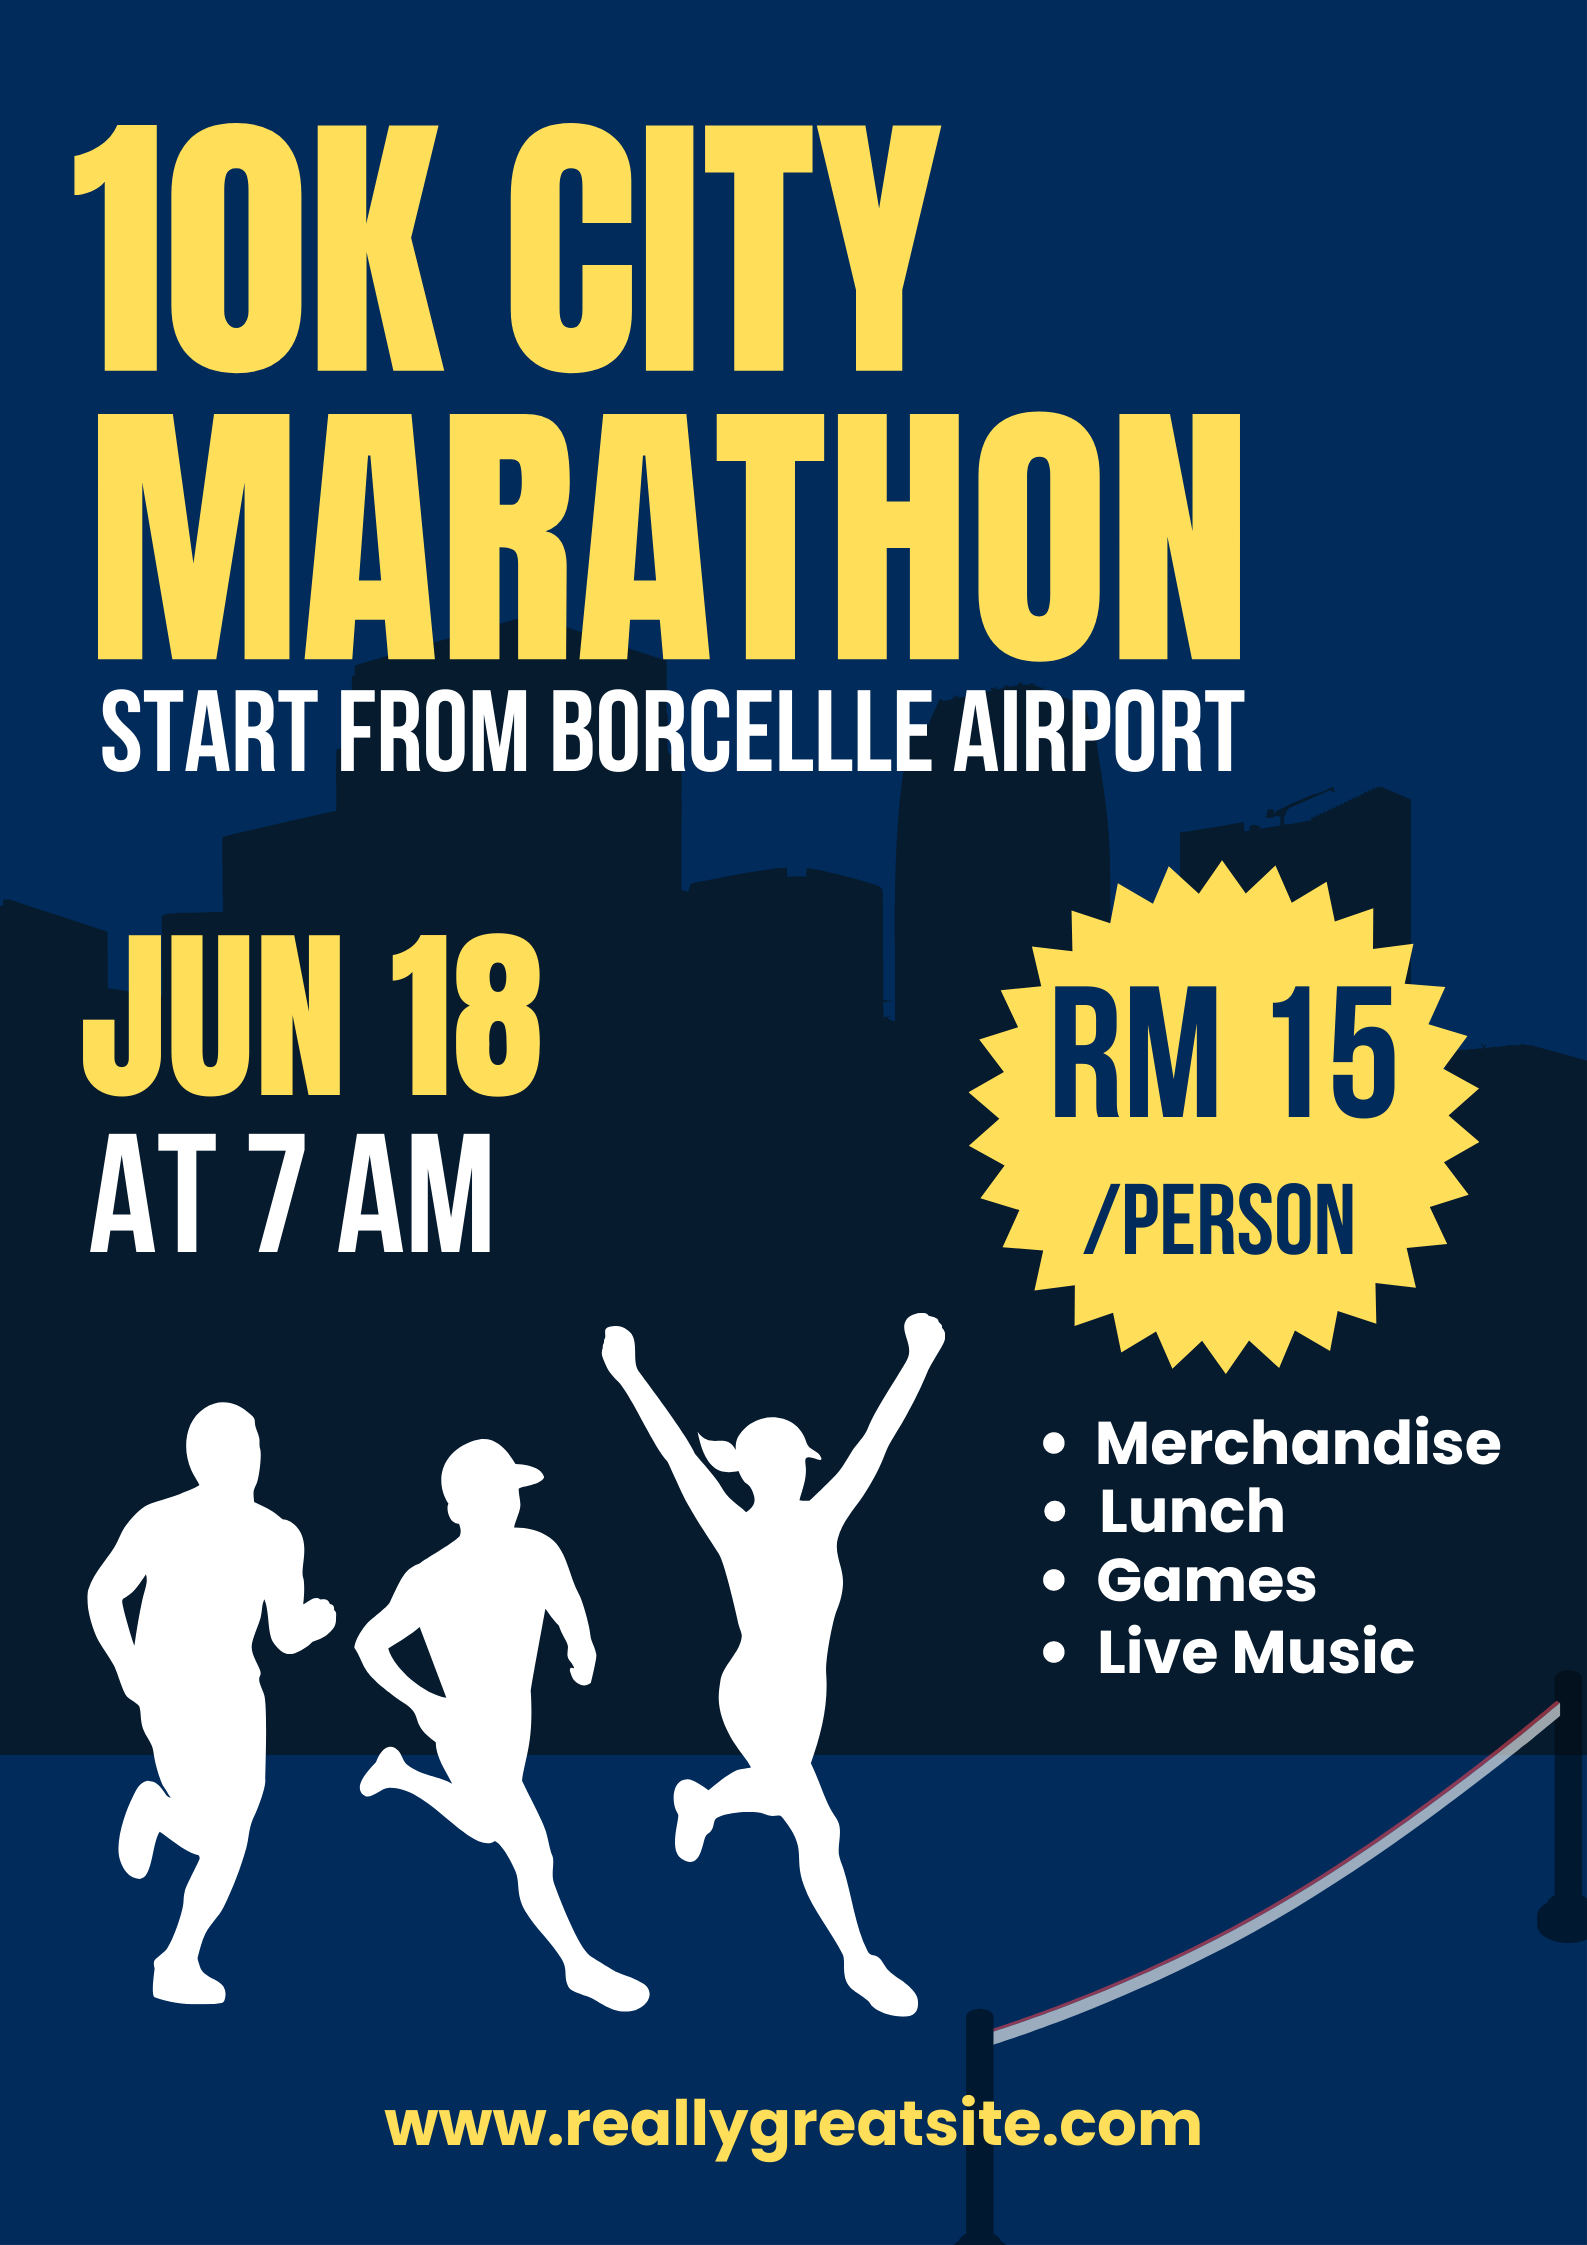 10K CITY
MARATHON
START FROM BORCELLLE AIRPORT
JUN 18
AT 7 AM
RM 15
/PERSON
• Merchandise
• Lunch
• Games
• Live Music
www.reallygreatsite.com